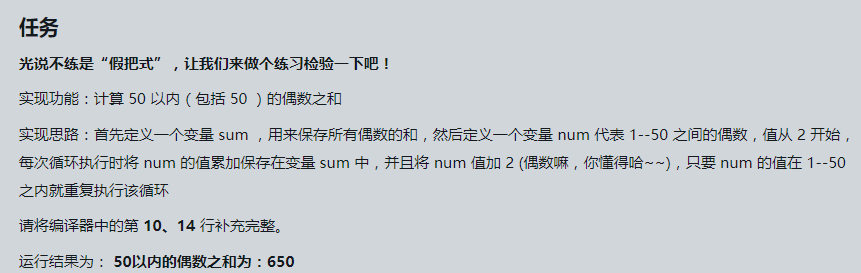 任务
光说不练是“假把式”，让我们来做个练习检验一下吧！
实现功能：计算 50 以内（包括 50 ）的偶数之和
实现思路：首先定义一个变量 sum ，用来保存所有偶数的和，然后定义一个变量 num 代表 1--50 之间的偶数，值从 2 开始，
每次循环执行时将 num 的值累加保存在变量 sum 中，并且将 num 值加 2 (偶数嘛，你懂得哈~~)，只要 num 的值在 1--50
之内就重复执行该循环
请将编译器中的第 10、14 行补充完整。
运行结果为： 50以内的偶数之和为：650